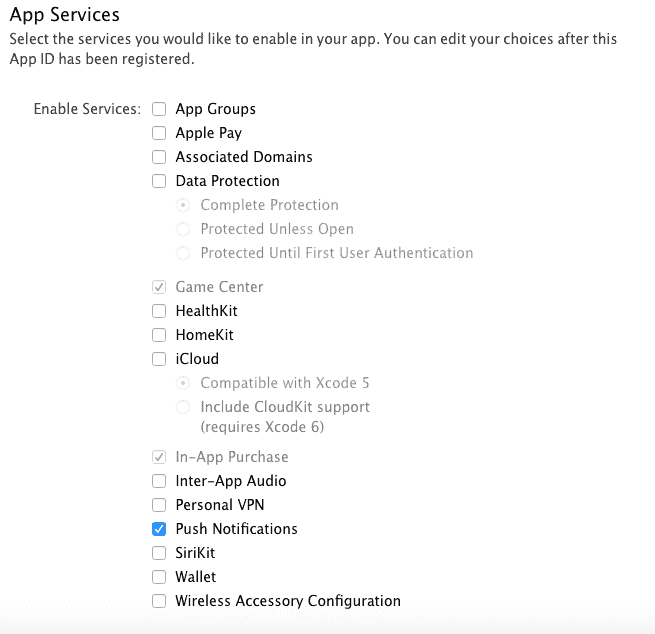 App Services
Select the services you would like to enable in your app. You can edit your choices after this
App ID has been registered.
Enable Services:
App Groups
Apple Pay
Associated Domains
Data Protection
Complete Protection
Protected Unless Open
Protected Until First User Authentication
Game Center
HealthKit
HomeKit
iCloud
Compatible with Xcode 5
Include CloudKit support
(requires Xcode 6)
In-App Purchase
Inter-App Audio
Personal VPN
Push Notifications
SiriKit
Wallet
Wireless Accessory Configuration